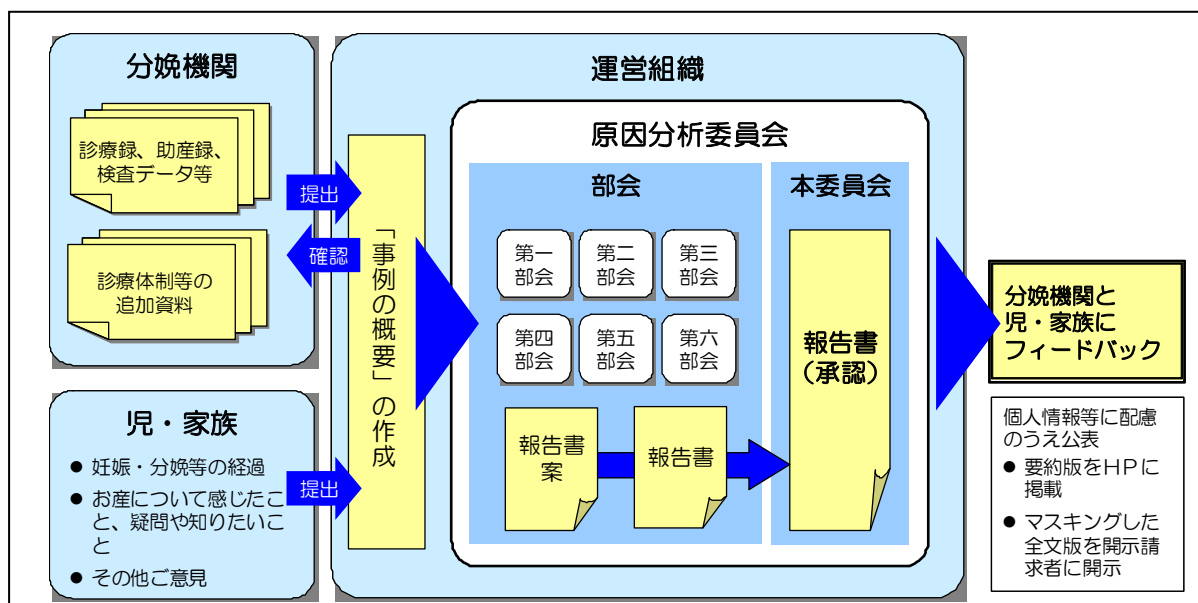 分娩機関
診療録、助産録、
検査データ等
診療体制等の
追加資料
提出
確認
児・家族
● 妊娠・分娩等の経過
● お産について感じたこ
と、疑問や知りたいこ
と
● その他ご意見
提出
運営組織
「事例の概要」の作成
原因分析委員会
部会
第一
部会
第二
部会
第三
部会
第四
部会
第五
部会
第六
部会
報告書
案
報告書
本委員会
報告書
(承認)
分娩機関と
児・家族に
フィードバック
個人情報等に配慮
のうえ公表
● 要約版をHPに
掲載
● マスキングした
全文版を開示請
求者に開示